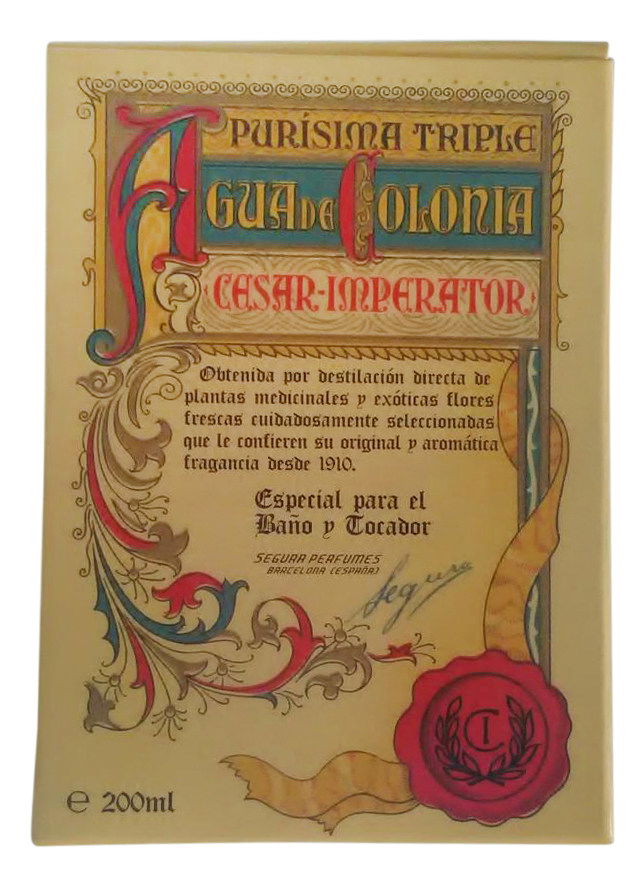 PURÍSIMA TRIPLE
AGUA DE COLONIA
CESAR-IMPERATOR
Obtenida por destilación directa de
plantas medicinales y exóticas flores
frescas cuidadosamente seleccionadas
que le confieren su original y aromática
fragancia desde 1910.
Especial para el
Baño y Tocador
SEGURA PERFUMES
BARCELONA (ESPAÑA)
Segura
CI
℮ 200ml